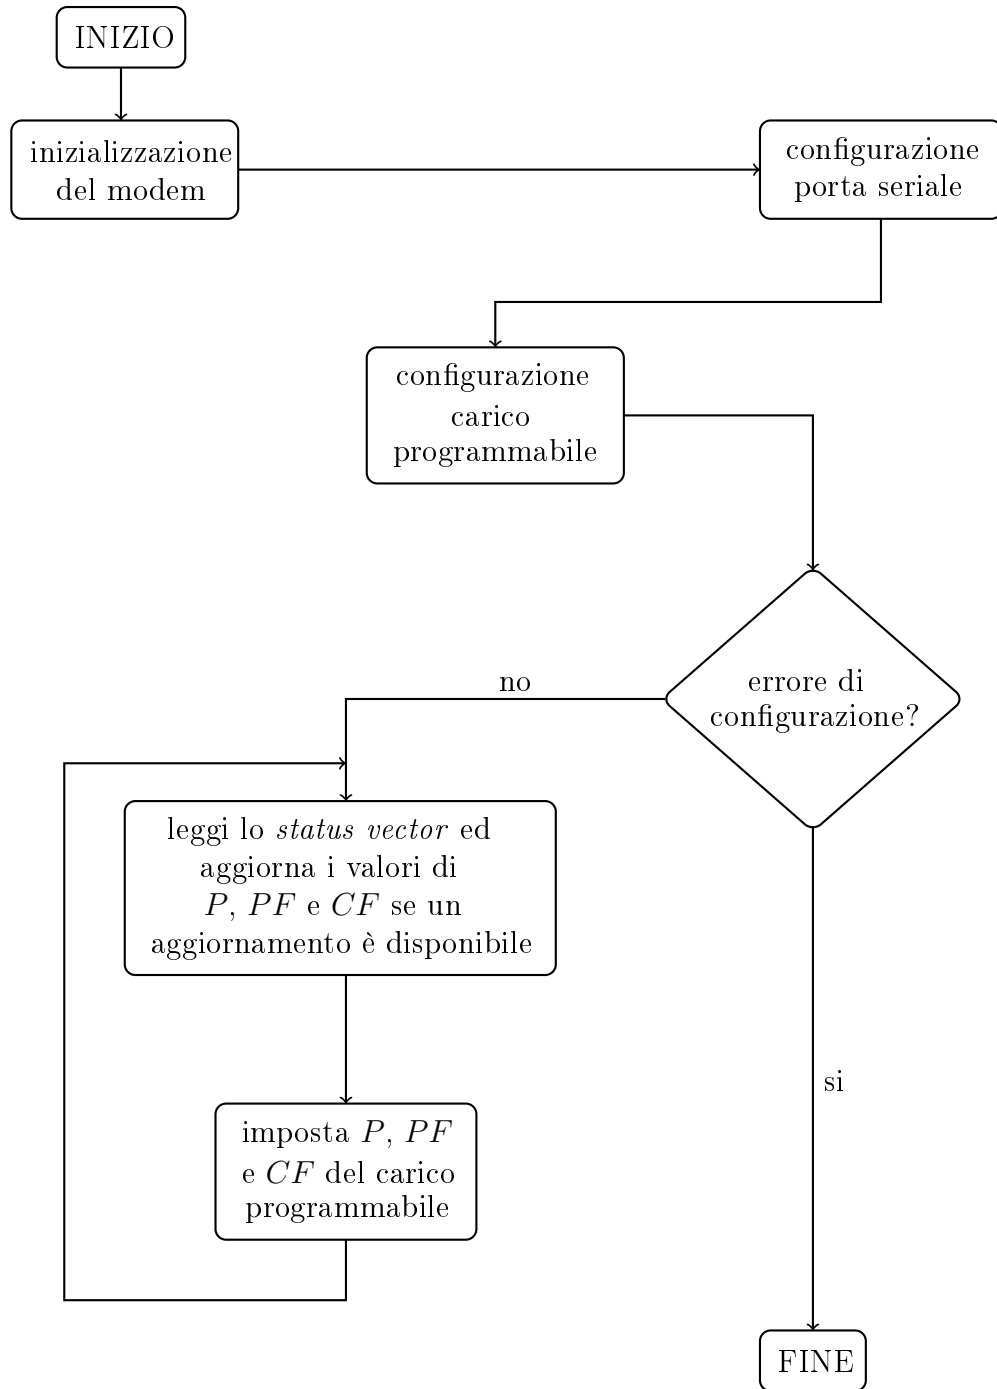 INIZIO
inizializzazione
del modem
configurazione
porta seriale
configurazione
carico
programmabile
errore di
configurazione?
no
leggi lo status vector ed
aggiorna i valori di
P, PF e CF se un
aggiornamento è disponibile
si
imposta P, PF
e CF del carico
programmabile
FINE